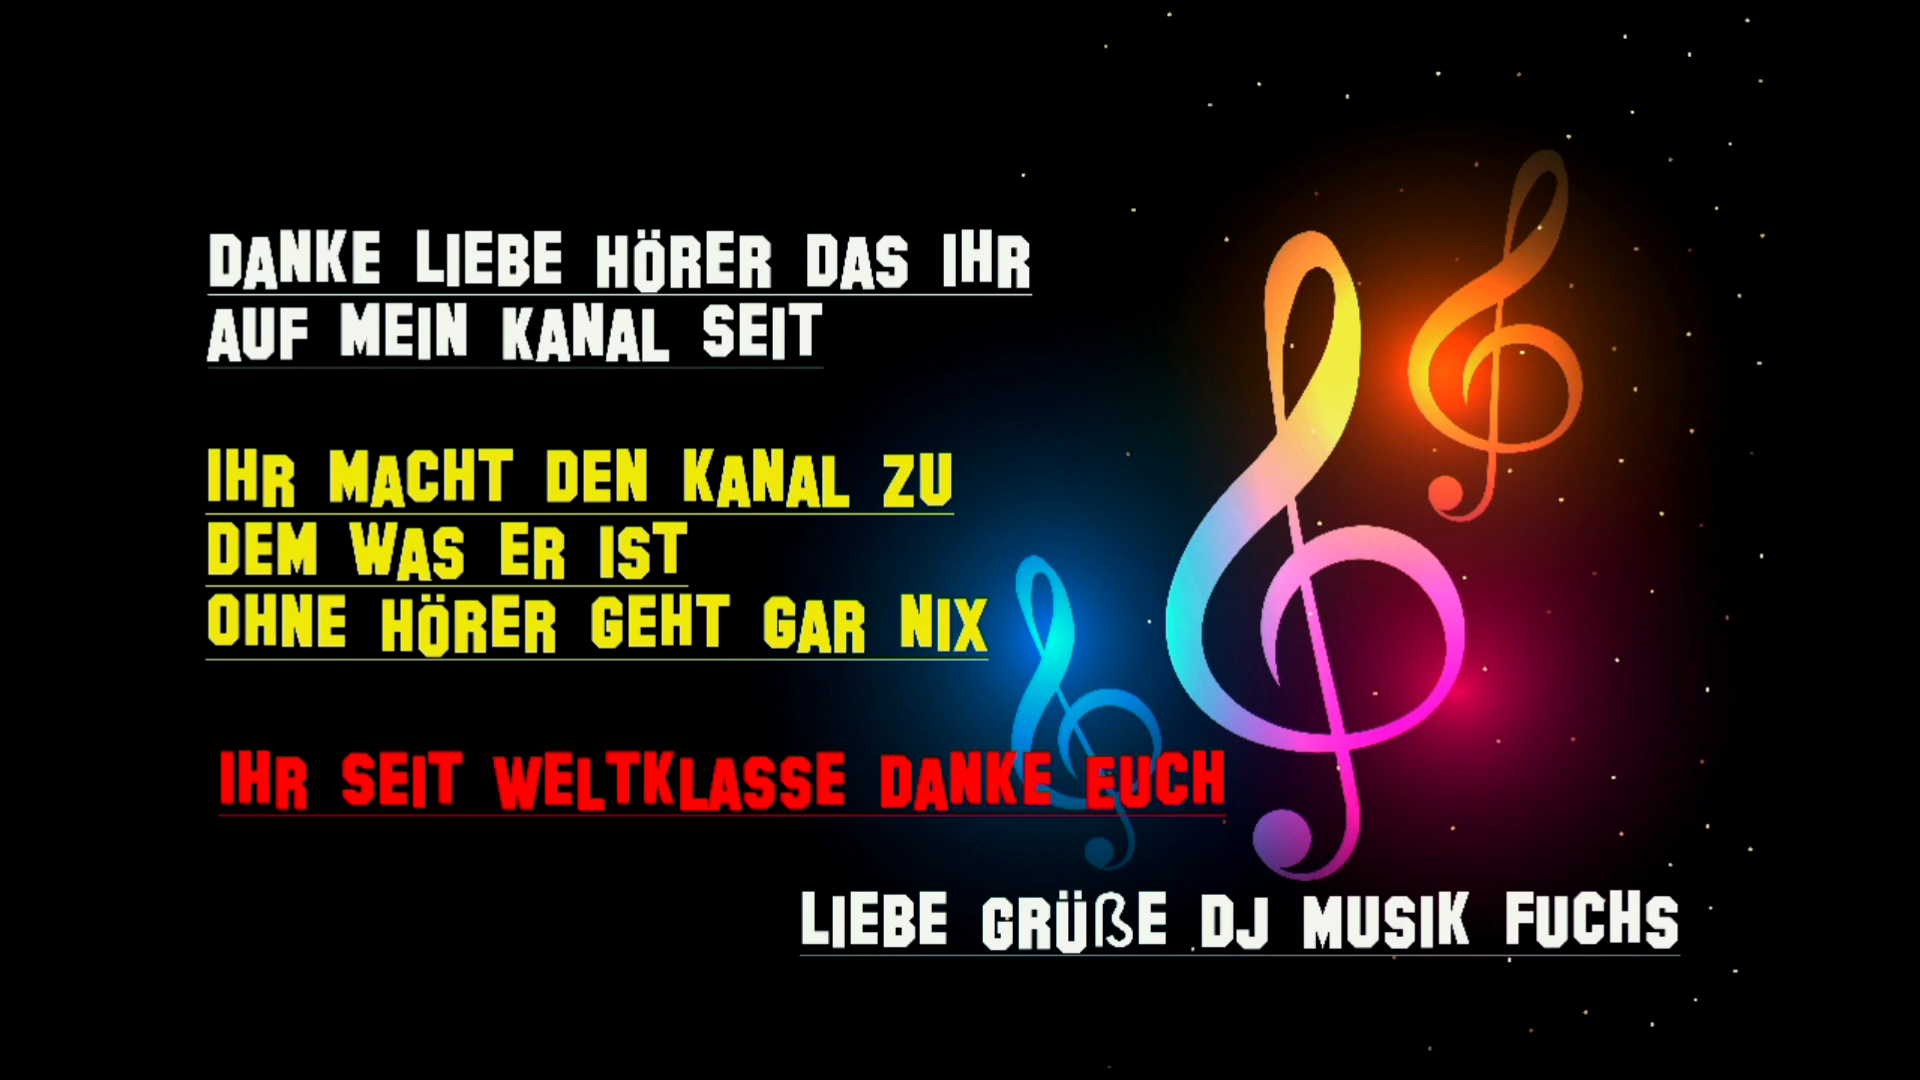 DANKE LIEBE HÖRER DAS IHR
AUF MEIN KANAL SEIT
IHR MACHT DEN KANAL ZU
DEM WAS ER IST
OHNE HÖRER GEHT GAR NIX
IHR SEIT WELTKLASSE DANKE EUCH
LIEBE GRÜßE DJ MUSIK FUCHS